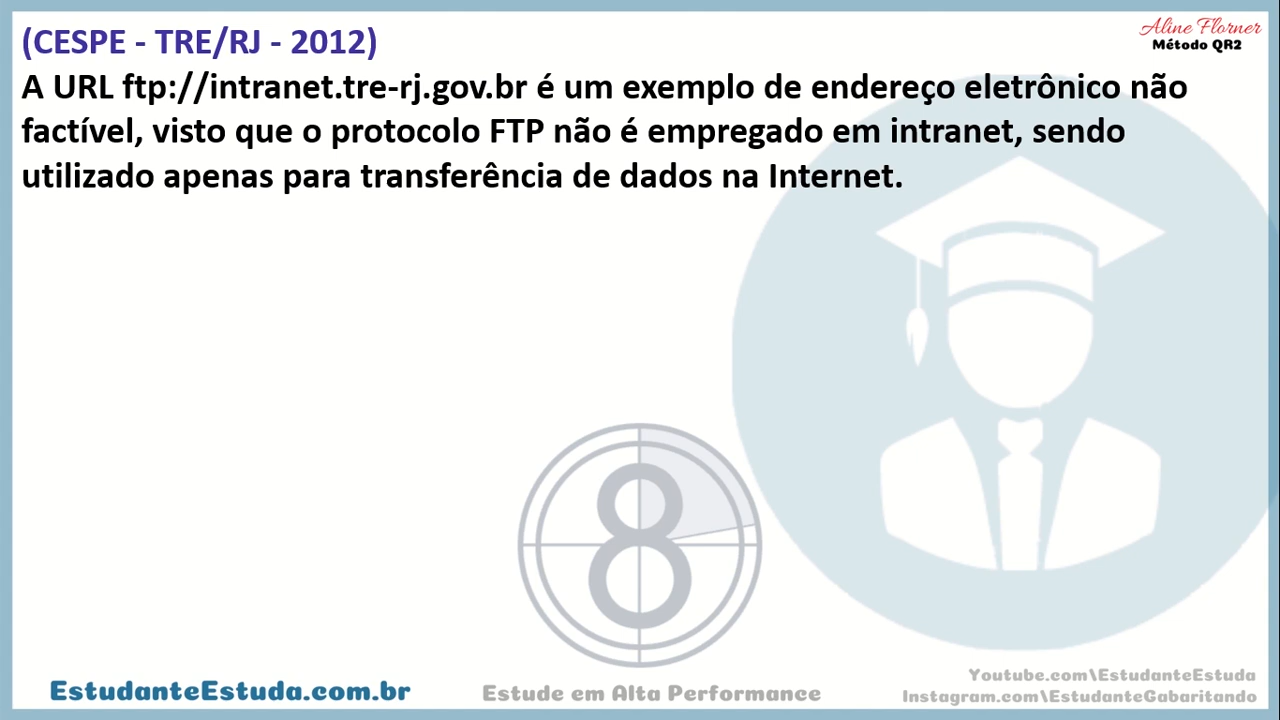 (CESPE - TRE/RJ - 2012)
Aline Florner
Método QR2
A URL ftp://intranet.tre-rj.gov.br é um exemplo de endereço eletrônico não
factível, visto que o protocolo FTP não é empregado em intranet, sendo
utilizado apenas para transferência de dados na Internet.
8
EstudanteEstuda.com.br
Estude em Alta Performance
Youtube.com\EstudanteEstuda
Instagram.com\EstudanteGabaritando